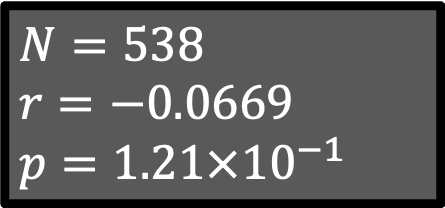 N = 538
r = −0.0669
p = 1.21×10⁻¹